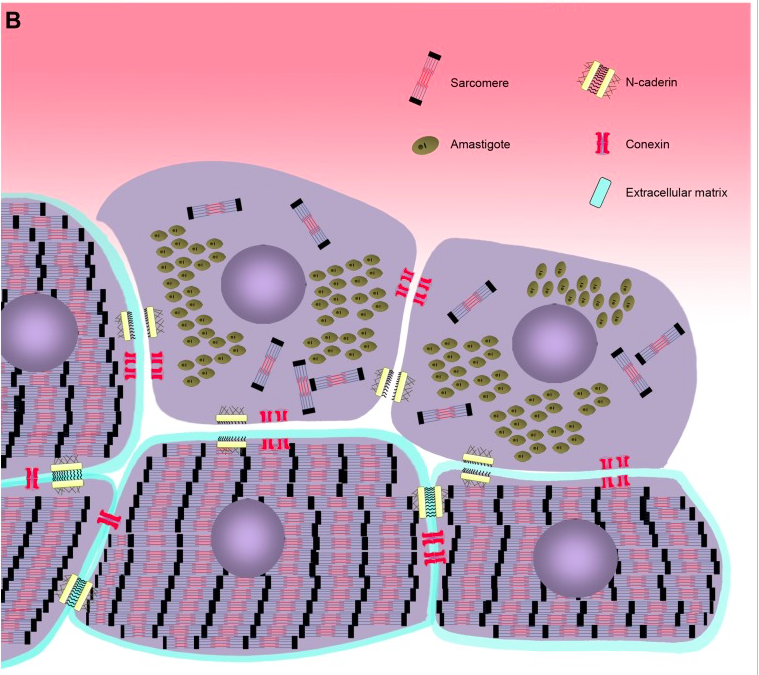 B
Sarcomere
N-caderin
Amastigote
Conexin
Extracellular matrix